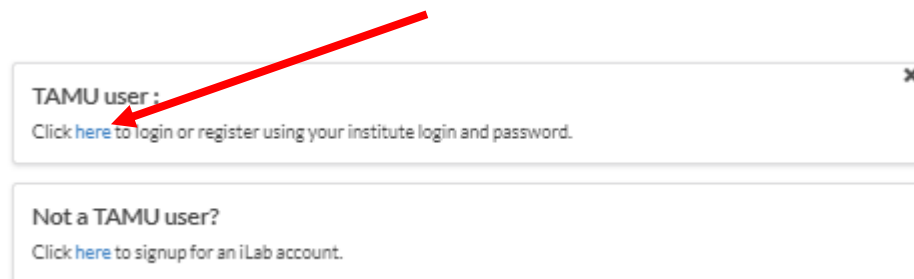 TAMU user :
Click here to login or register using your institute login and password.
Not a TAMU user?
Click here to signup for an iLab account.